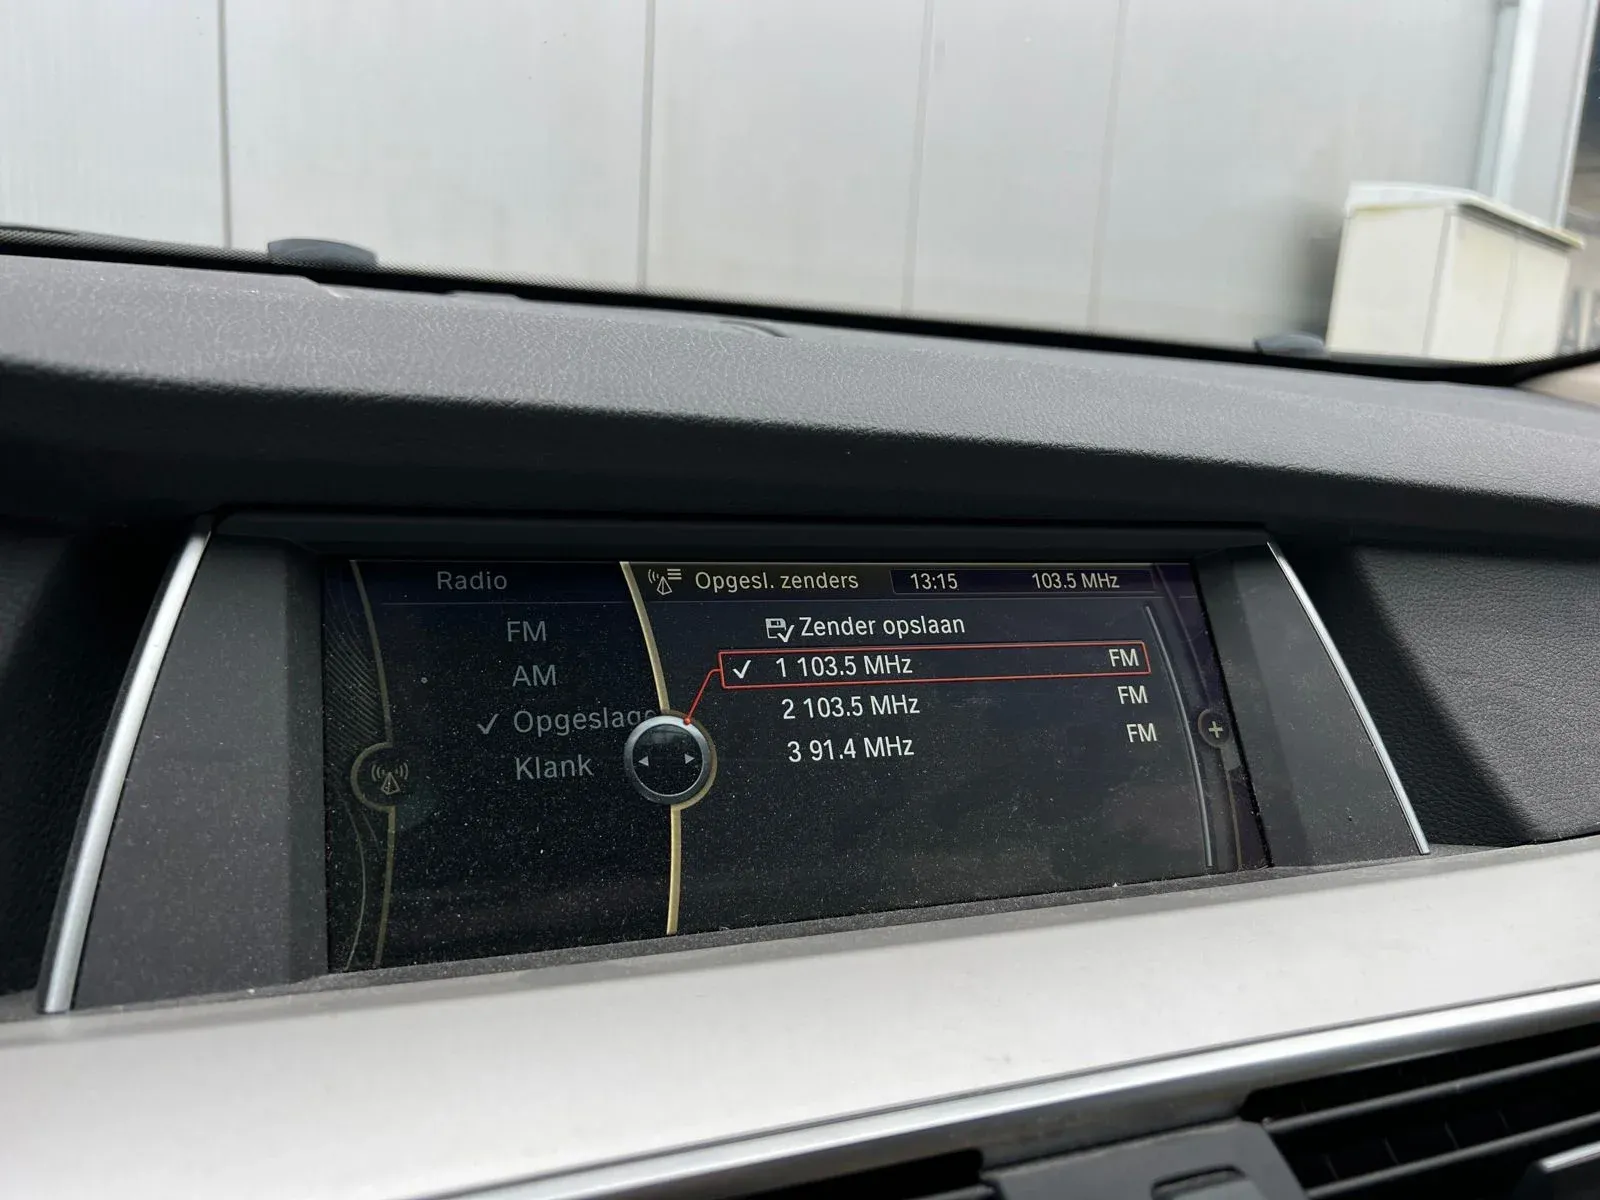 Radio
Opgesl. zenders 13:15 103.5 MHz
FM
AM
✓ Opgeslage
Klank
Zender opslaan
✓ 1 103.5 MHz FM
2 103.5 MHz FM
3 91.4 MHz FM
+